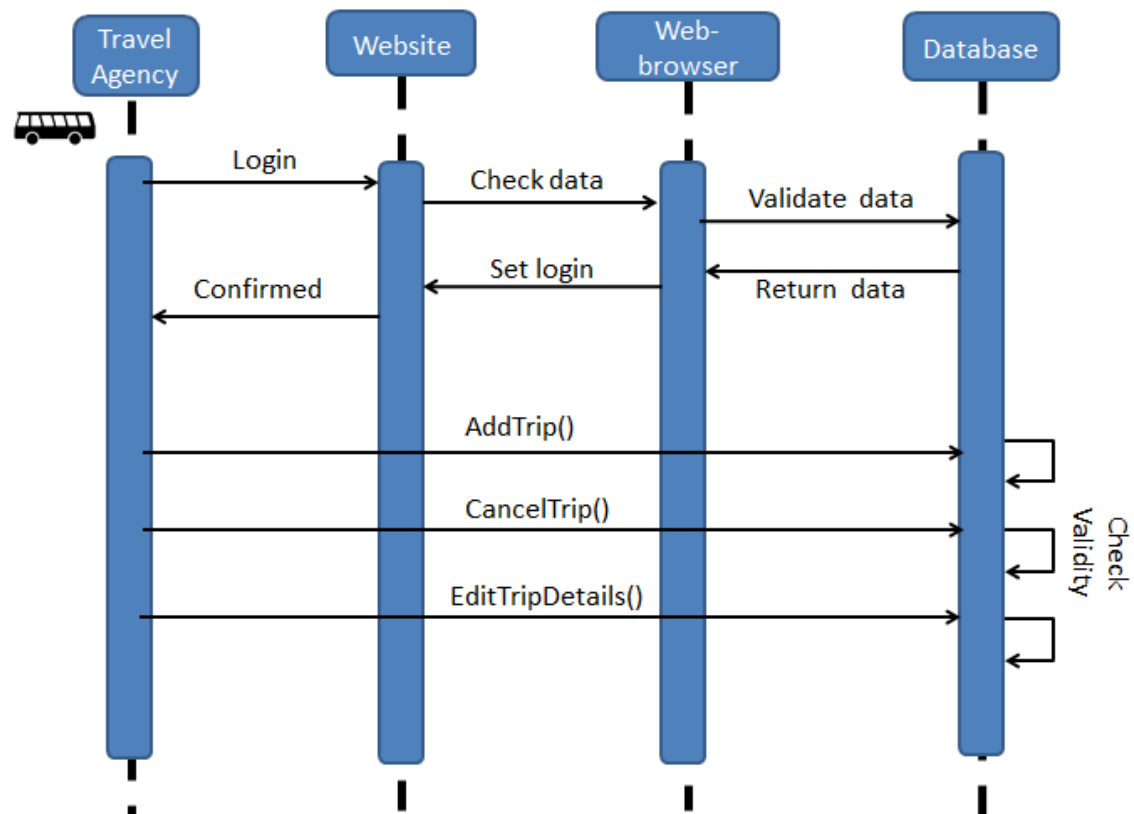 Travel
Agency
Website
Web-
browser
Database
Login
Check data
Validate data
Set login
Return data
Confirmed
AddTrip()
CancelTrip()
Check
Validity
EditTripDetails()